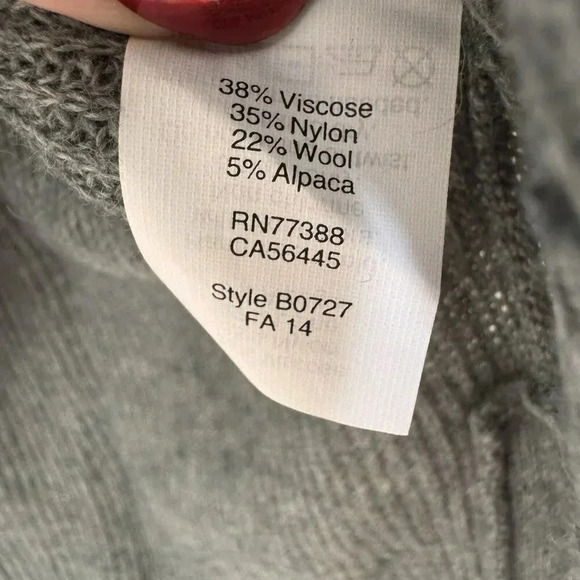 38% Viscose
35% Nylon
22% Wool
5% Alpaca
RN77388
CA56445
Style B0727
FA 14